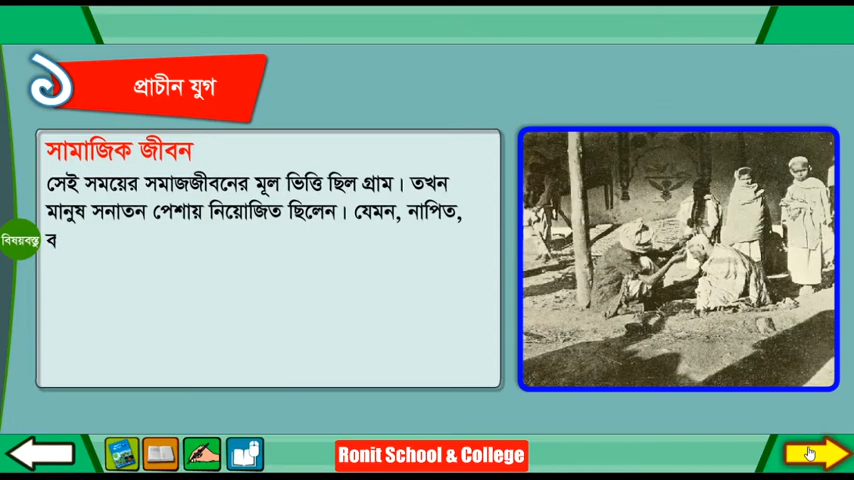 ১
প্রাচীন যুগ
সামাজিক জীবন
সেই সময়ের সমাজজীবনের মূল ভিত্তি ছিল গ্রাম। তখন
মানুষ সনাতন পেশায় নিয়োজিত ছিলেন। যেমন, নাপিত,
ব
বিষয়বস্তু
Ronit School & College